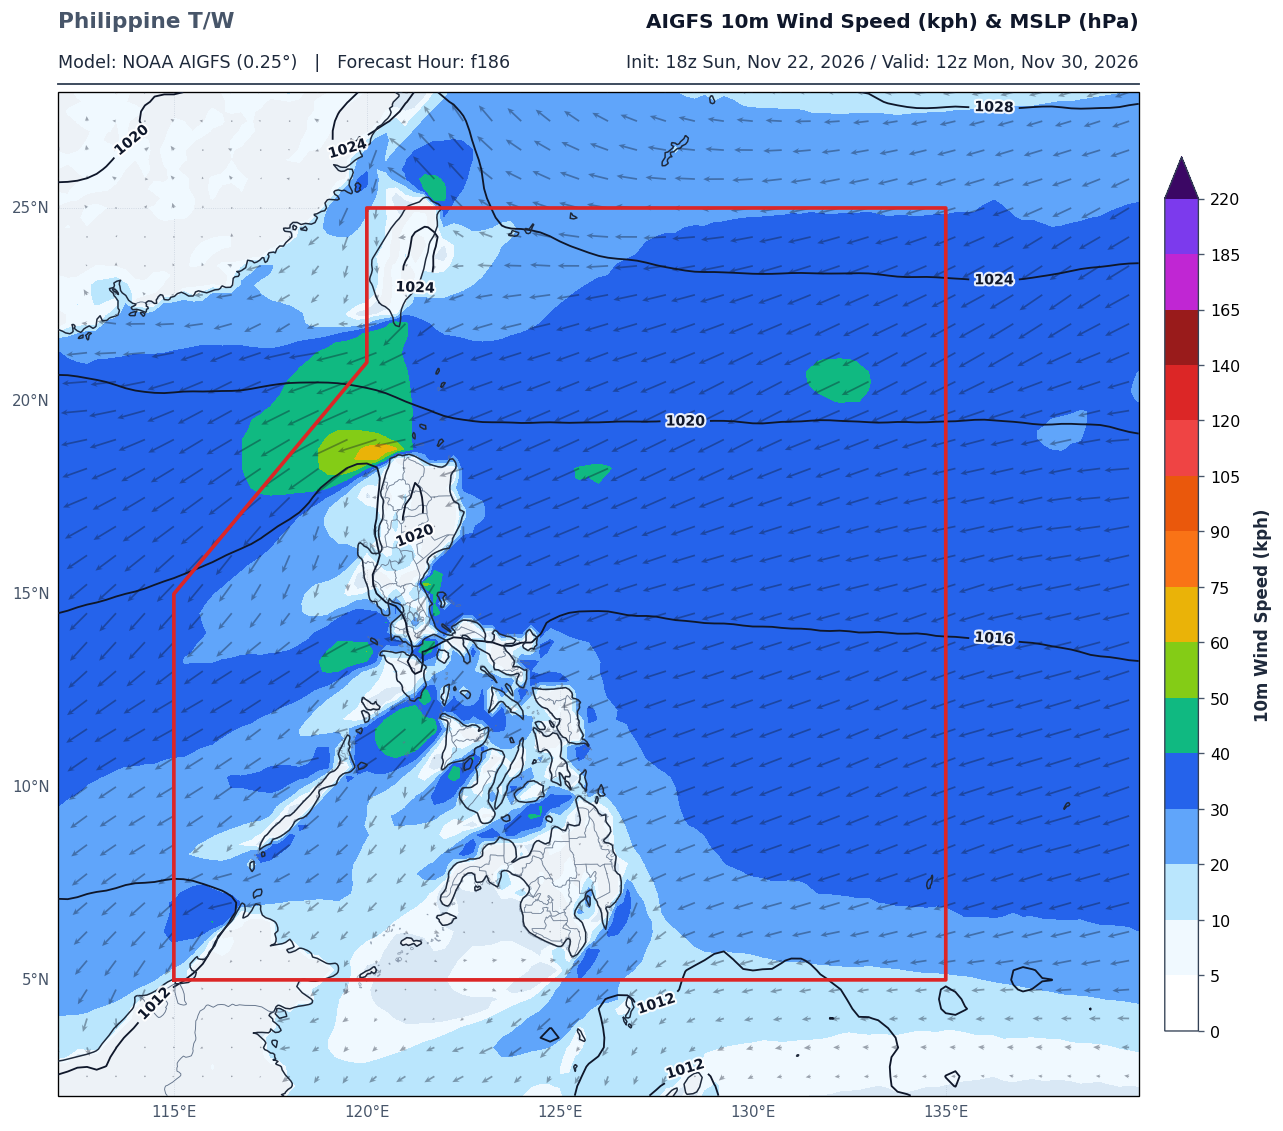 Philippine T/W
AIGFS 10m Wind Speed (kph) & MSLP (hPa)
Model: NOAA AIGFS (0.25°) | Forecast Hour: f186
Init: 18z Sun, Nov 22, 2026 / Valid: 12z Mon, Nov 30, 2026
1028
1020
1024
25°N
1024
1024
20°N
1020
1020
15°N
1016
10°N
5°N
1012
1012
1012
115°E
120°E
125°E
130°E
135°E
220
185
165
140
120
105
90
75
60
50
40
30
20
10
5
0
10m Wind Speed (kph)